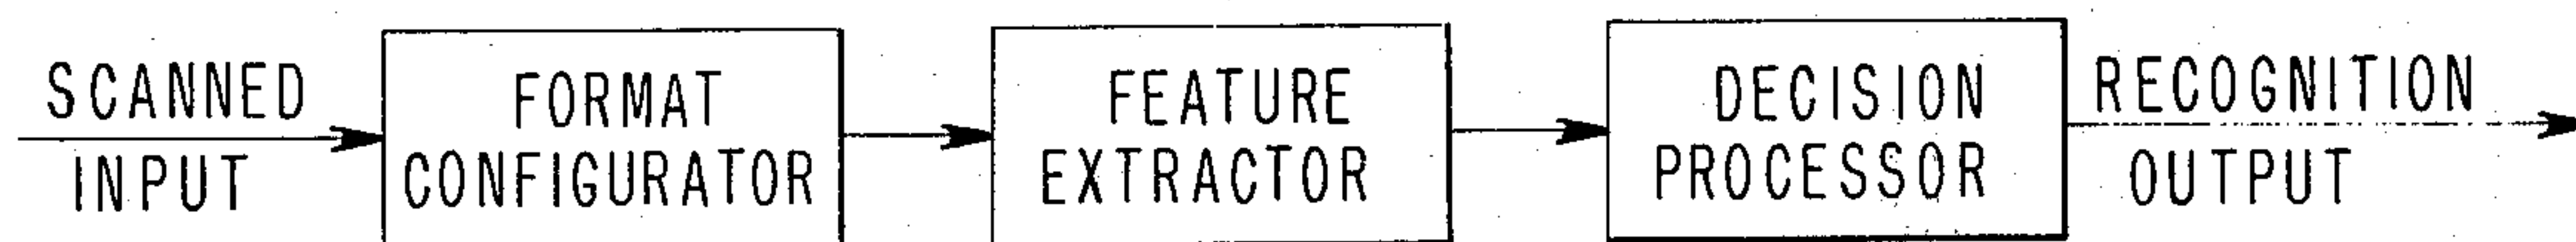 SCANNED
INPUT
FORMAT
CONFIGURATOR
FEATURE
EXTRACTOR
DECISION
PROCESSOR
RECOGNITION
OUTPUT